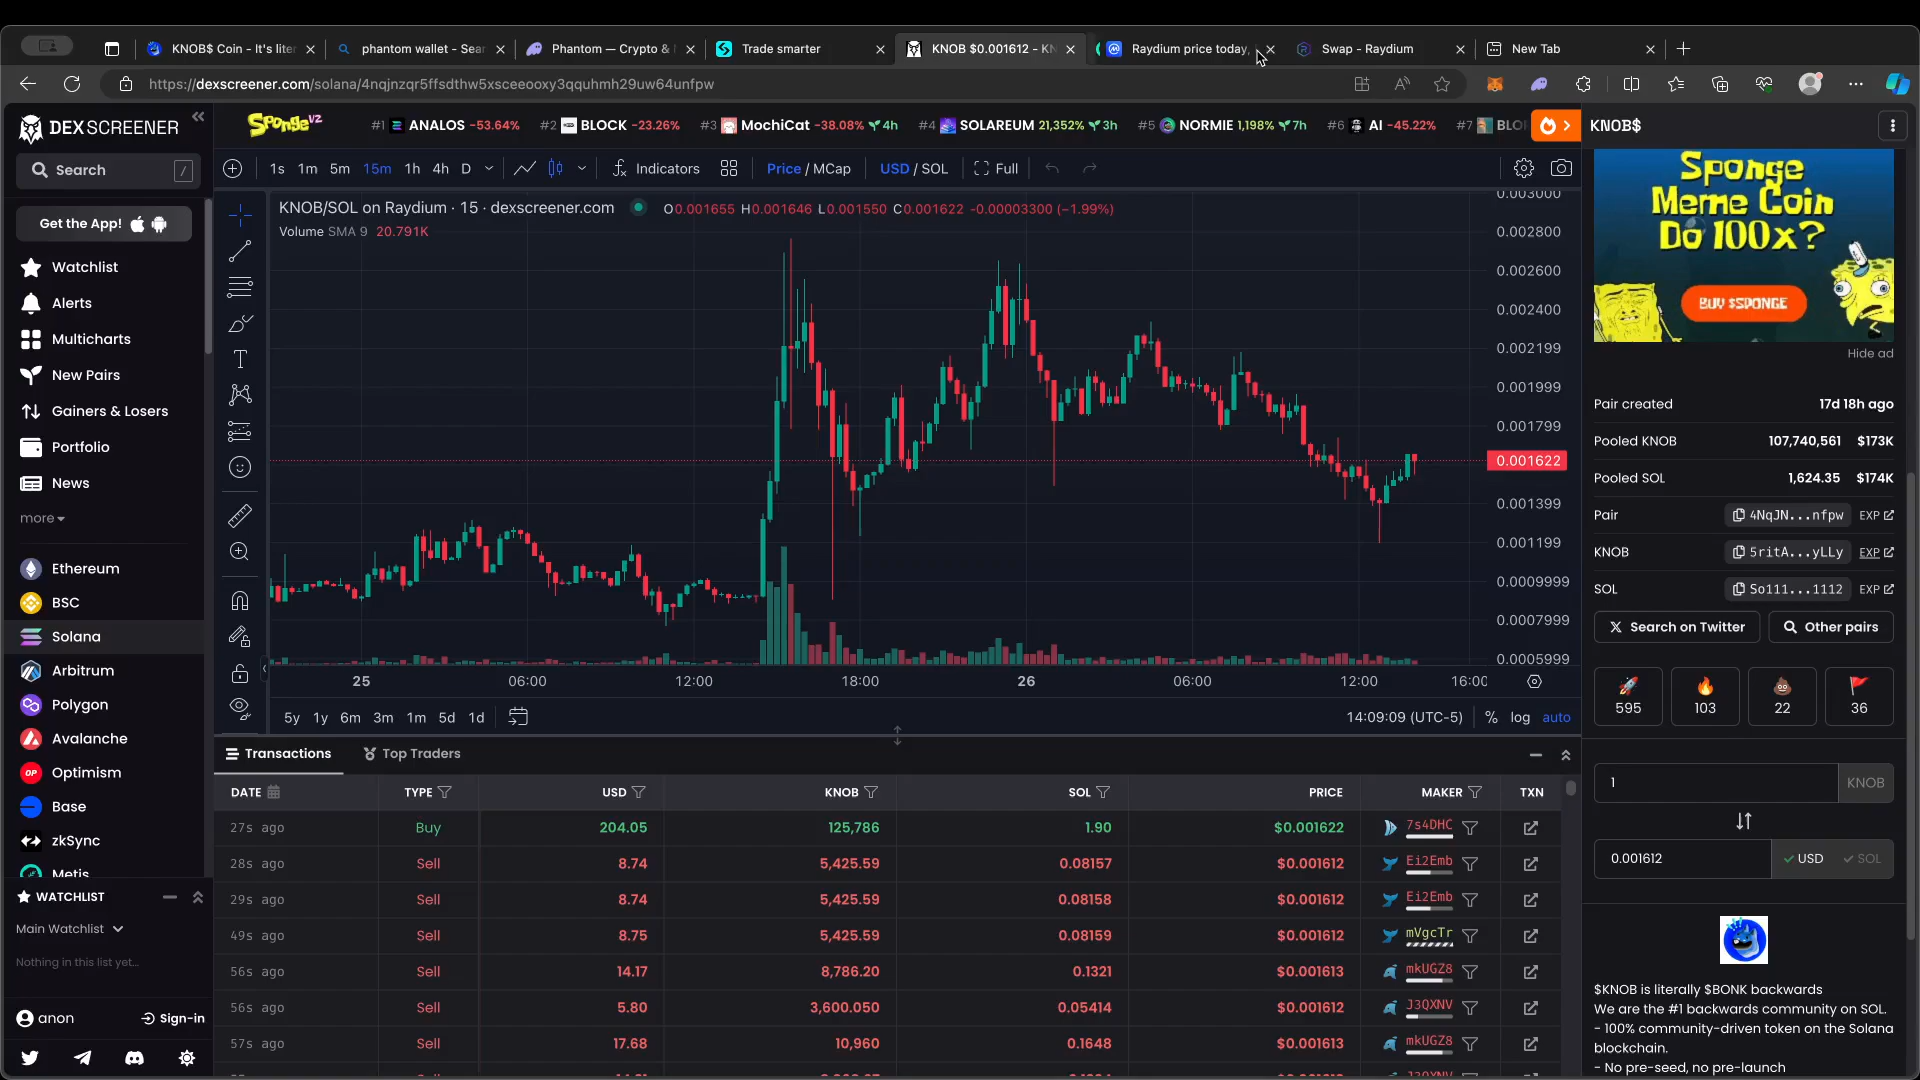 KNOB$ Coin - It's liter
phantom wallet - Sear
Phantom — Crypto &
Trade smarter
KNOB $0.001612 - KN
Raydium price today,
Swap - Raydium
New Tab
https://dexscreener.com/solana/4nqjnzqr5ffsdthw5xsceeooxy3qquhmh29uw64unfpw
DEX SCREENER
Sponge V2
#1 ANALOS -53.64%
#2 BLOCK -23.26%
#3 MochiCat -38.08% 4h
#4 SOLAREUM 21,352% 3h
#5 NORMIE 1,198% 7h
#6 AI -45.22%
#7 BLO
KNOB$
Search /
Get the App!
Watchlist
Alerts
Multicharts
New Pairs
Gainers & Losers
Portfolio
News
more
Ethereum
BSC
Solana
Arbitrum
Polygon
Avalanche
Optimism
Base
zkSync
Metis
WATCHLIST
Main Watchlist
Nothing in this list yet...
anon Sign-in
1s 1m 5m 15m 1h 4h D Indicators Price / MCap USD / SOL Full
KNOB/SOL on Raydium · 15 · dexscreener.com O0.001655 H0.001646 L0.001550 C0.001622 -0.00003300 (−1.99%)
Volume SMA 9 20.791K
0.003000
0.002800
0.002600
0.002400
0.002199
0.001999
0.001799
0.001622
0.001399
0.001199
0.0009999
0.0007999
0.0005999
25 06:00 12:00 18:00 26 06:00 12:00 16:00
5y 1y 6m 3m 1m 5d 1d 14:09:09 (UTC-5) % log auto
Transactions Top Traders
DATE TYPE USD KNOB SOL PRICE MAKER TXN
27s ago Buy 204.05 125,786 1.90 $0.001622 7s4DHC
28s ago Sell 8.74 5,425.59 0.08157 $0.001612 Ei2Emb
29s ago Sell 8.74 5,425.59 0.08158 $0.001612 Ei2Emb
49s ago Sell 8.75 5,425.59 0.08159 $0.001612 mVgcTr
56s ago Sell 14.17 8,786.20 0.1321 $0.001613 mkUGZ8
56s ago Sell 5.80 3,600.050 0.05414 $0.001612 J3QXNV
57s ago Sell 17.68 10,960 0.1648 $0.001613 mkUGZ8
Sponge
Meme Coin
Do 100x?
BUY $SPONGE
Hide ad
Pair created 17d 18h ago
Pooled KNOB 107,740,561 $173K
Pooled SOL 1,624.35 $174K
Pair 4NqJN...nfpw EXP
KNOB 5ritA...yLLy EXP
SOL So111...1112 EXP
Search on Twitter Other pairs
595 103 22 36
1 KNOB
0.001612 USD SOL
$KNOB is literally $BONK backwards
We are the #1 backwards community on SOL.
- 100% community-driven token on the Solana
blockchain.
- No pre-seed, no pre-launch